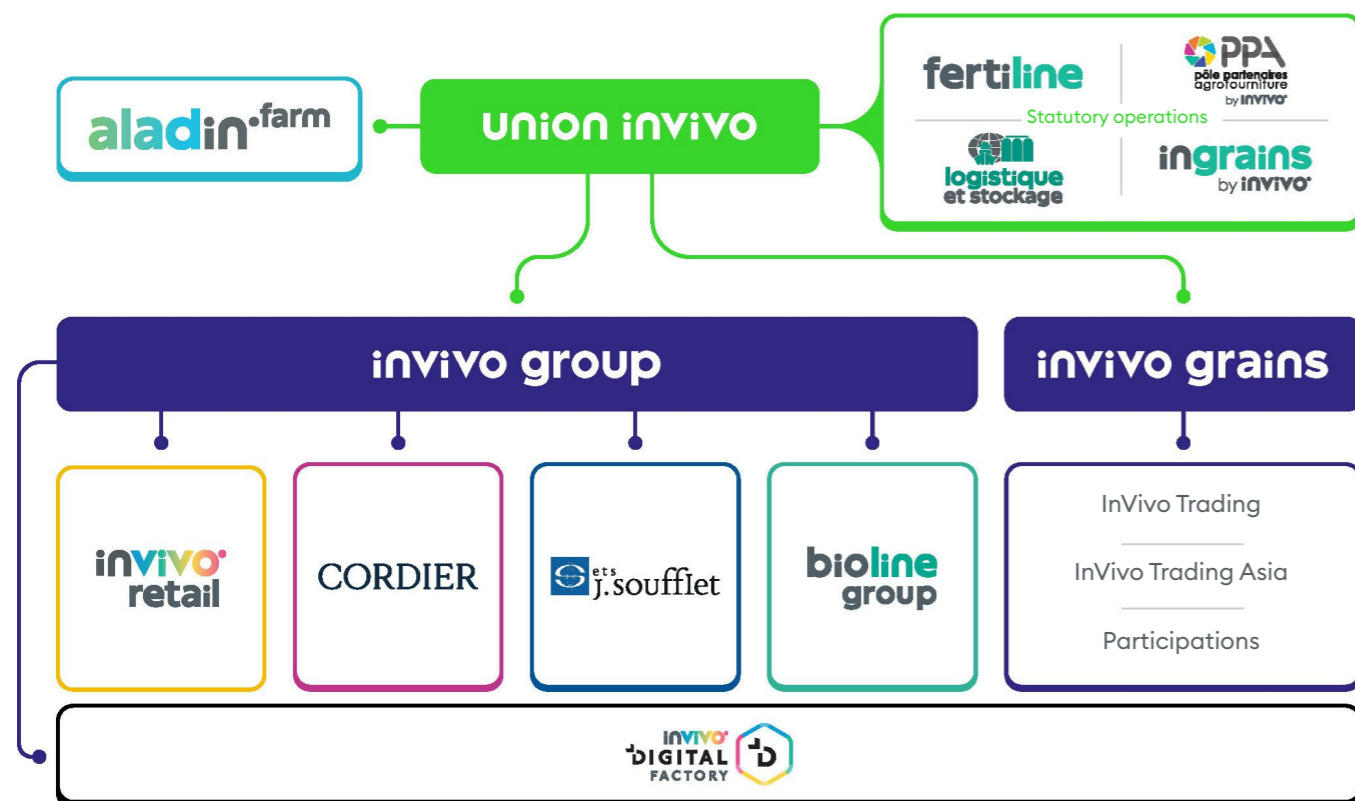 aladin.farm
union invivo
fertiline
PPA
pôle partenaires
agrofourniture
by INVIVO
Statutory operations
logistique
et stockage
ingrains
by INVIVO
invivo group
invivo grains
invivo
retail
CORDIER
ets
j.soufflet
bioline
group
InVivo Trading
InVivo Trading Asia
Participations
INVIVO
DIGITAL
FACTORY
D